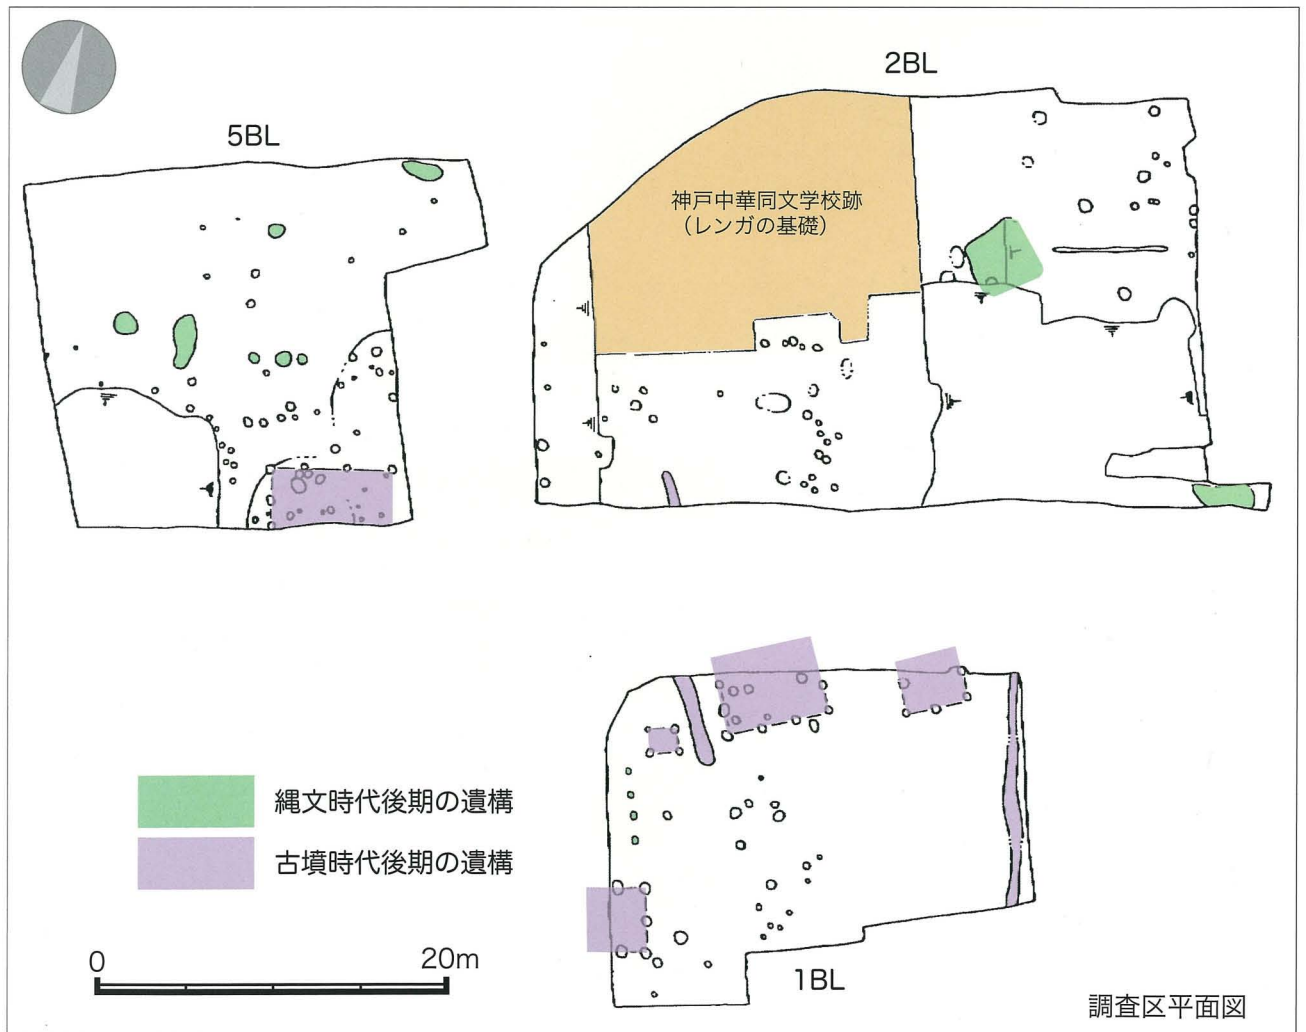 2BL
5BL
神戸中華同文学校跡
（レンガの基礎）
縄文時代後期の遺構
古墳時代後期の遺構
0
20m
1BL
調査区平面図